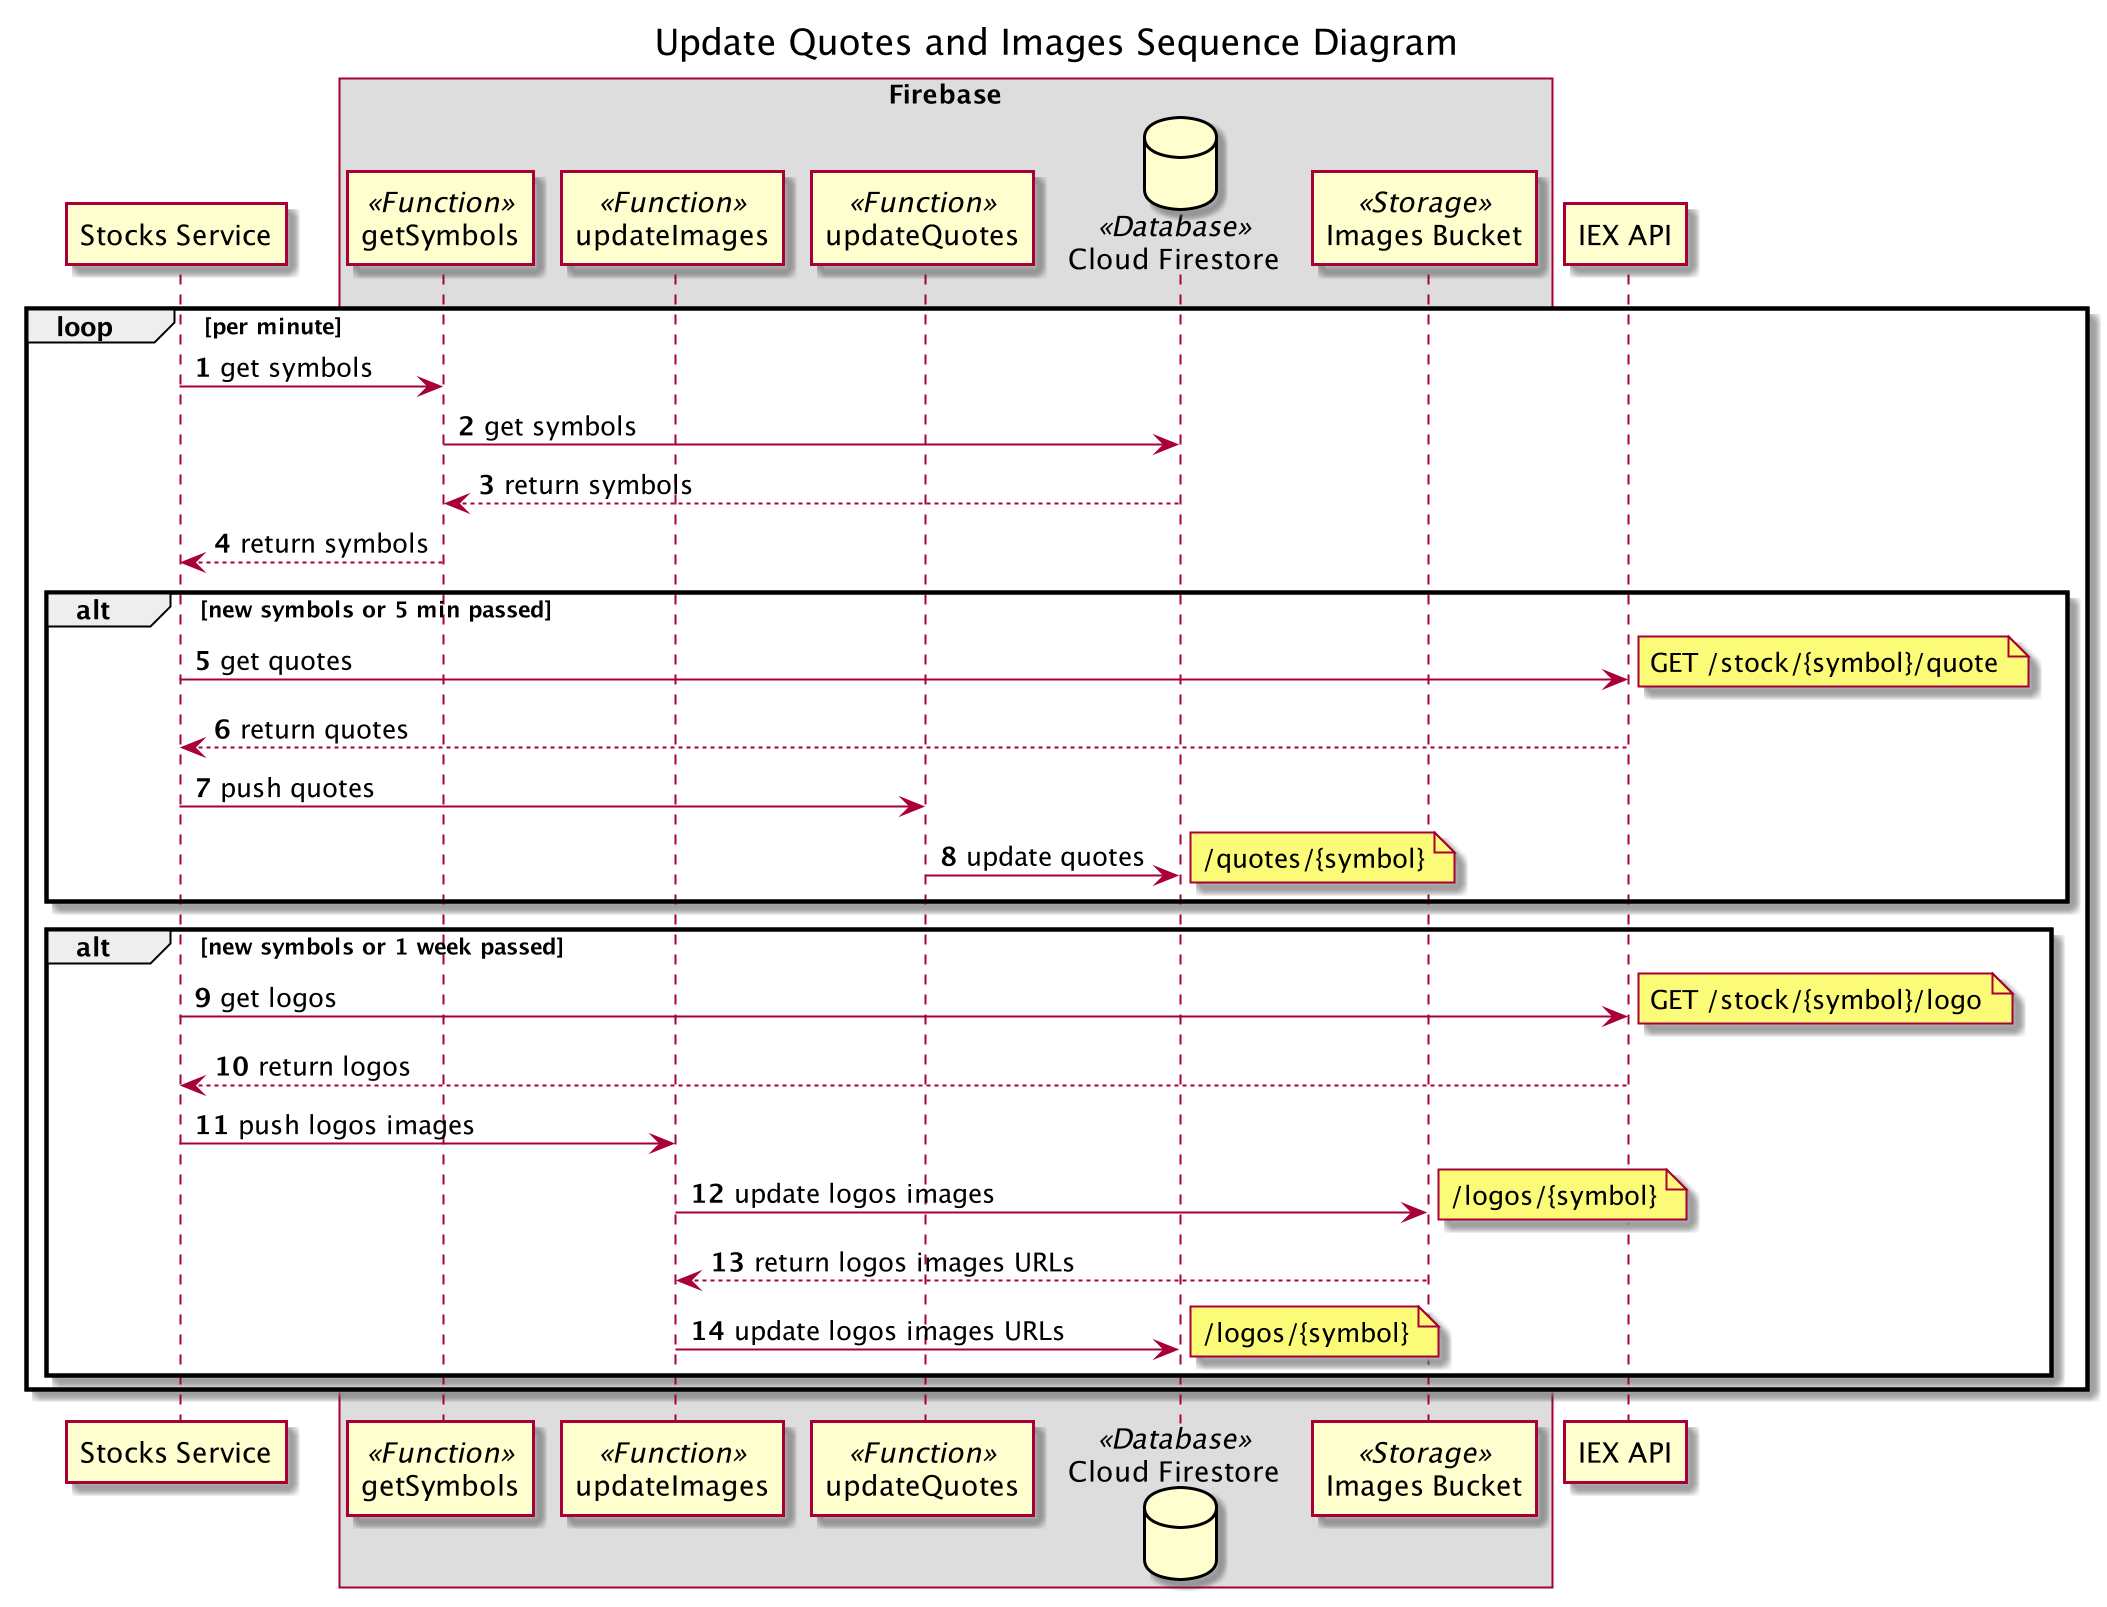 Update Quotes and Images Sequence Diagram
Firebase
Stocks Service
«Function»
getSymbols
«Function»
updateImages
«Function»
updateQuotes
«Database»
Cloud Firestore
«Storage»
Images Bucket
IEX API
loop [per minute]
1 get symbols
2 get symbols
3 return symbols
4 return symbols
alt [new symbols or 5 min passed]
5 get quotes
GET /stock/{symbol}/quote
6 return quotes
7 push quotes
8 update quotes
/quotes/{symbol}
alt [new symbols or 1 week passed]
9 get logos
GET /stock/{symbol}/logo
10 return logos
11 push logos images
12 update logos images
/logos/{symbol}
13 return logos images URLs
14 update logos images URLs
/logos/{symbol}
Stocks Service
«Function»
getSymbols
«Function»
updateImages
«Function»
updateQuotes
«Database»
Cloud Firestore
«Storage»
Images Bucket
IEX API